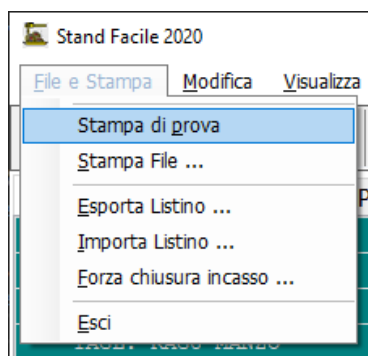 Stand Facile 2020
File e Stampa Modifica Visualizza
Stampa di prova
Stampa File ...
Esporta Listino ...
Importa Listino ...
Forza chiusura incasso ...
Esci